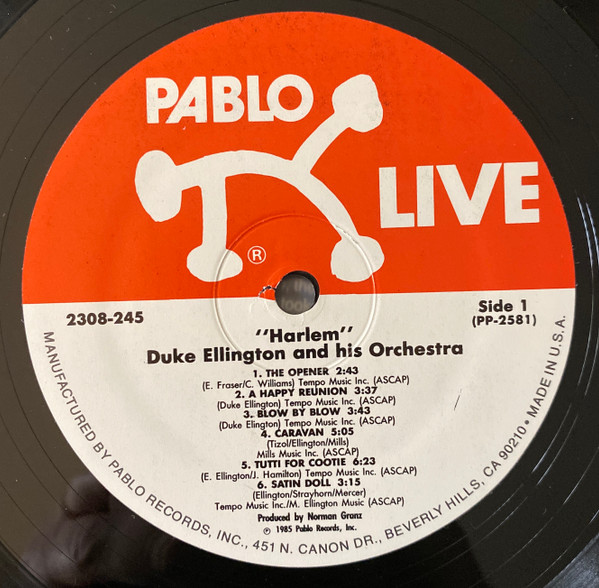 PABLO
LIVE
®
2308-245
Side 1
(PP-2581)
"Harlem"
Duke Ellington and his Orchestra
1. THE OPENER 2:43
(E. Fraser/C. Williams) Tempo Music Inc. (ASCAP)
2. A HAPPY REUNION 3:37
(Duke Ellington) Tempo Music Inc. (ASCAP)
3. BLOW BY BLOW 3:43
(Duke Ellington) Tempo Music Inc. (ASCAP)
4. CARAVAN 5:05
(Tizol/Ellington/Mills)
Mills Music Inc. (ASCAP)
5. TUTTI FOR COOTIE 6:23
(E. Ellington/J. Hamilton) Tempo Music Inc. (ASCAP)
6. SATIN DOLL 3:15
(Ellington/Strayhorn/Mercer)
Tempo Music Inc./M. Ellington Music (ASCAP)
Produced by Norman Granz
℗ 1985 Pablo Records, Inc.
MANUFACTURED BY PABLO RECORDS, INC., 451 N. CANON DR., BEVERLY HILLS, CA 90210 • MADE IN U.S.A.